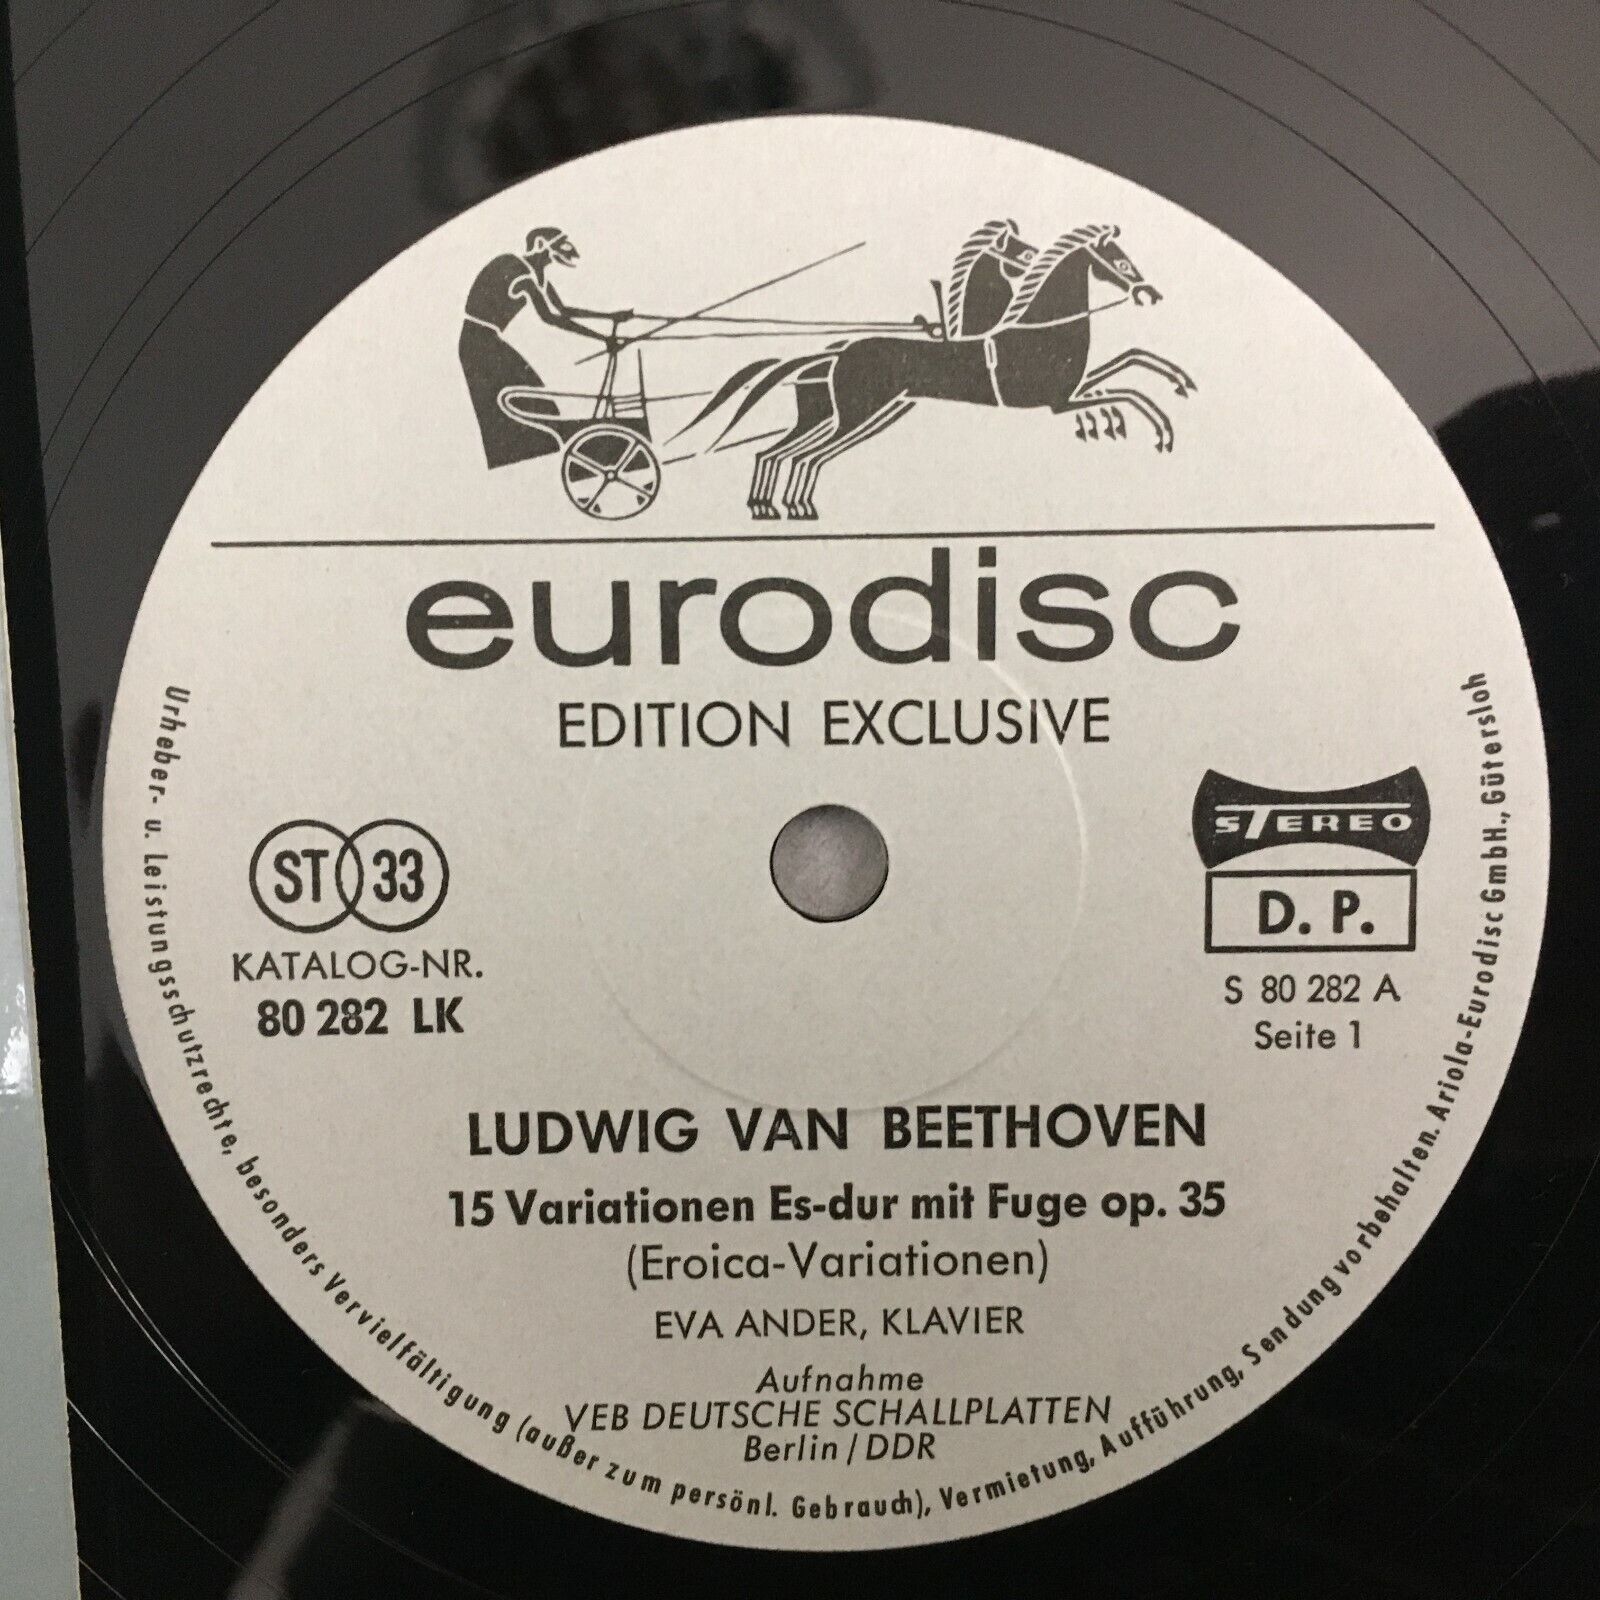 eurodisc
EDITION EXCLUSIVE
ST 33
KATALOG-NR.
80 282 LK
STEREO
D. P.
S 80 282 A
Seite 1
LUDWIG VAN BEETHOVEN
15 Variationen Es-dur mit Fuge op. 35
(Eroica-Variationen)
EVA ANDER, KLAVIER
Aufnahme
VEB DEUTSCHE SCHALLPLATTEN
Berlin / DDR
Urheber- u. Leistungsschutzrechte, besonders Vervielfältigung (außer zum persönl. Gebrauch), Vermietung, Aufführung, Sendung vorbehalten. Ariola-Eurodisc GmbH., Gütersloh